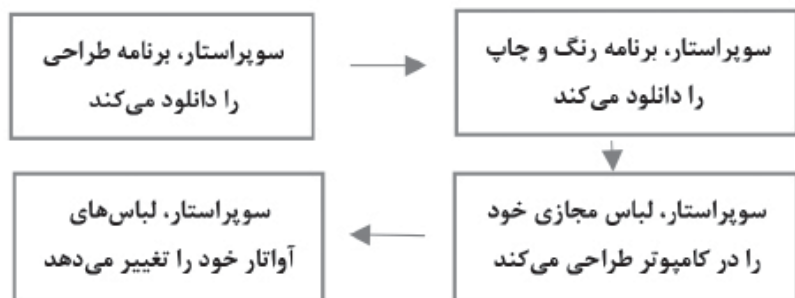 سوپراستار، برنامه طراحی
را دانلود می‌کند
سوپراستار، برنامه رنگ و چاپ
را دانلود می‌کند
سوپراستار، لباس مجازی خود
را در کامپیوتر طراحی می‌کند
سوپراستار، لباس‌های
آواتار خود را تغییر می‌دهد